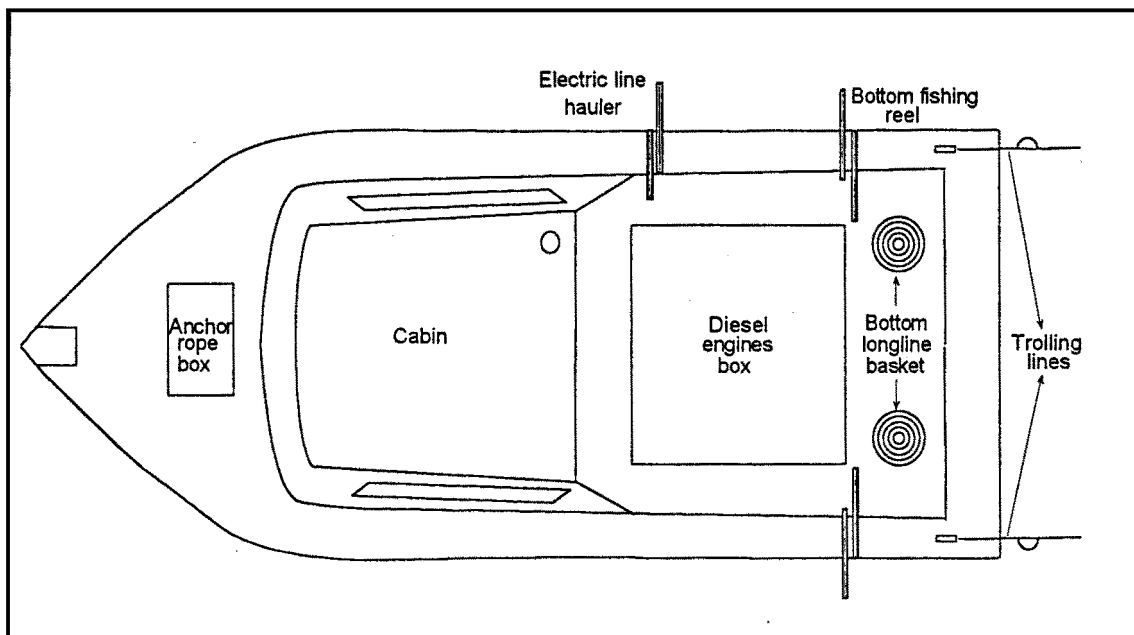 Electric line
hauler
Bottom fishing
reel
Anchor
rope
box
Cabin
Diesel
engines
box
Bottom
longline
basket
Trolling
lines